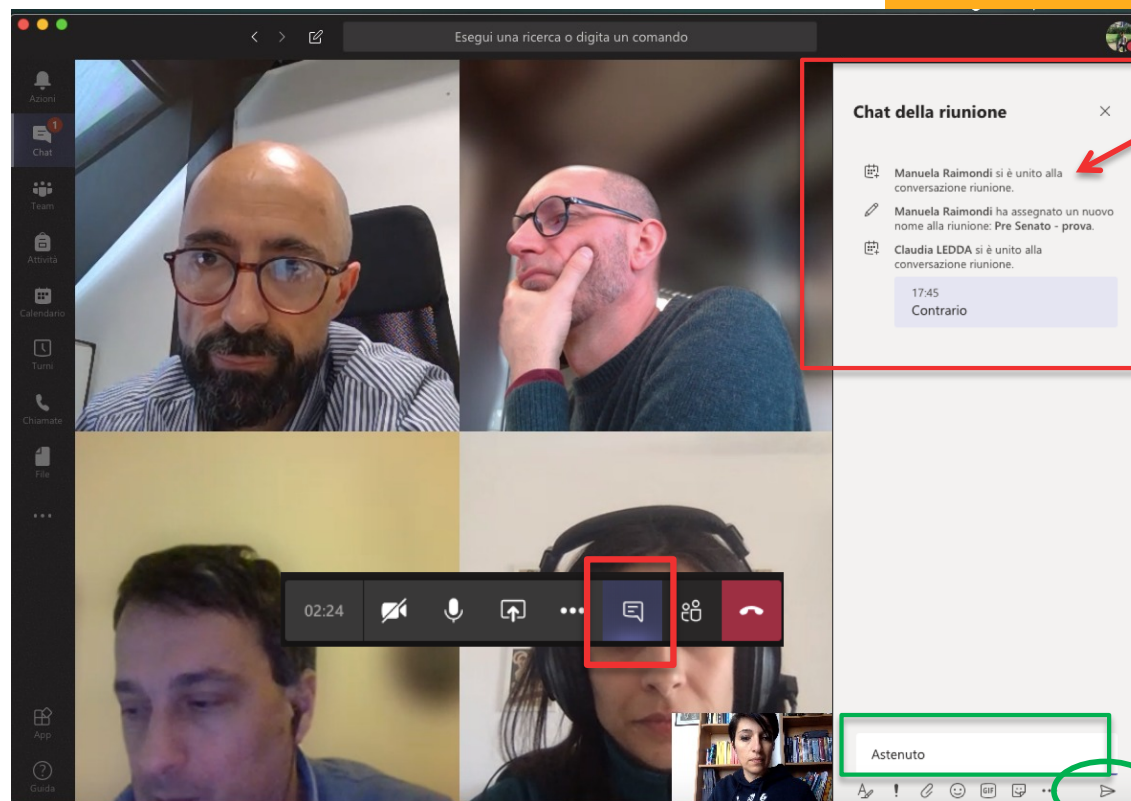 Esegui una ricerca o digita un comando
Azioni
1
Chat
Team
Attività
Calendario
Turni
Chiamate
File
App
Guida
02:24
Chat della riunione
Manuela Raimondi si è unito alla
conversazione riunione.
Manuela Raimondi ha assegnato un nuovo
nome alla riunione: Pre Senato - prova.
Claudia LEDDA si è unito alla
conversazione riunione.
17:45
Contrario
Astenuto
GIF